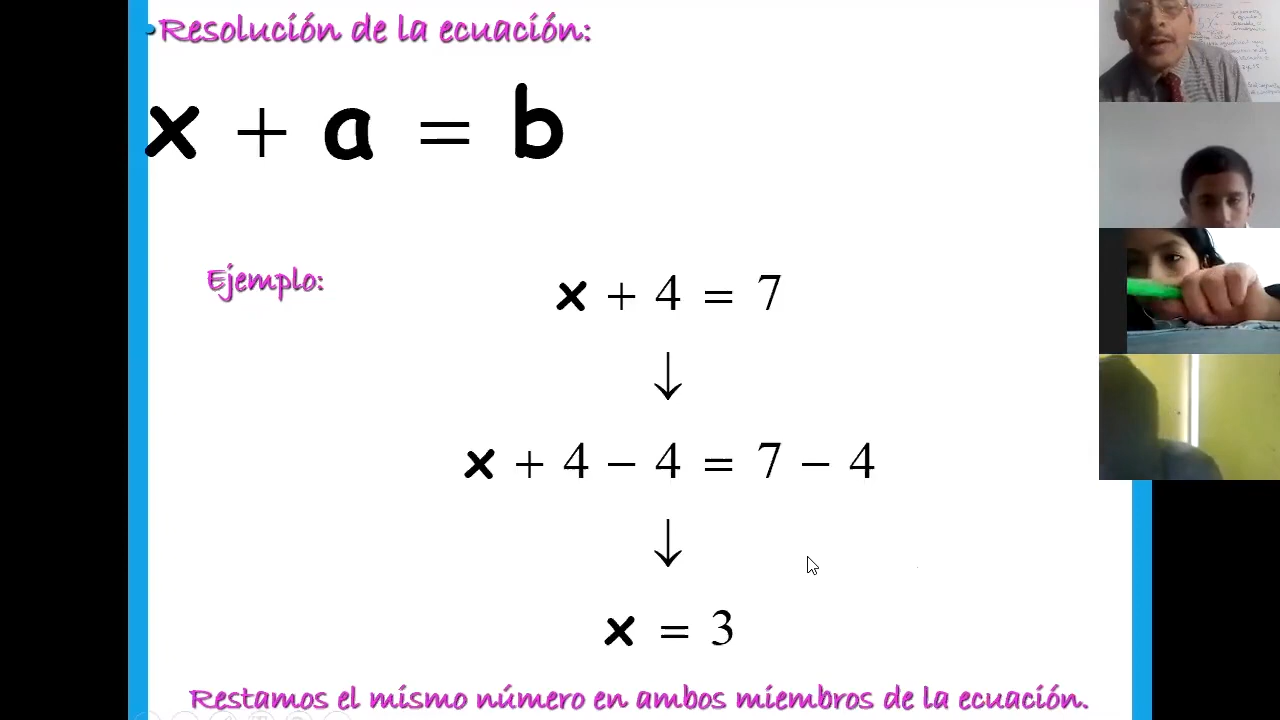 •Resolución de la ecuación:
x + a = b
Ejemplo:
x + 4 = 7
↓
x + 4 − 4 = 7 − 4
↓
x = 3
Restamos el mismo número en ambos miembros de la ecuación.